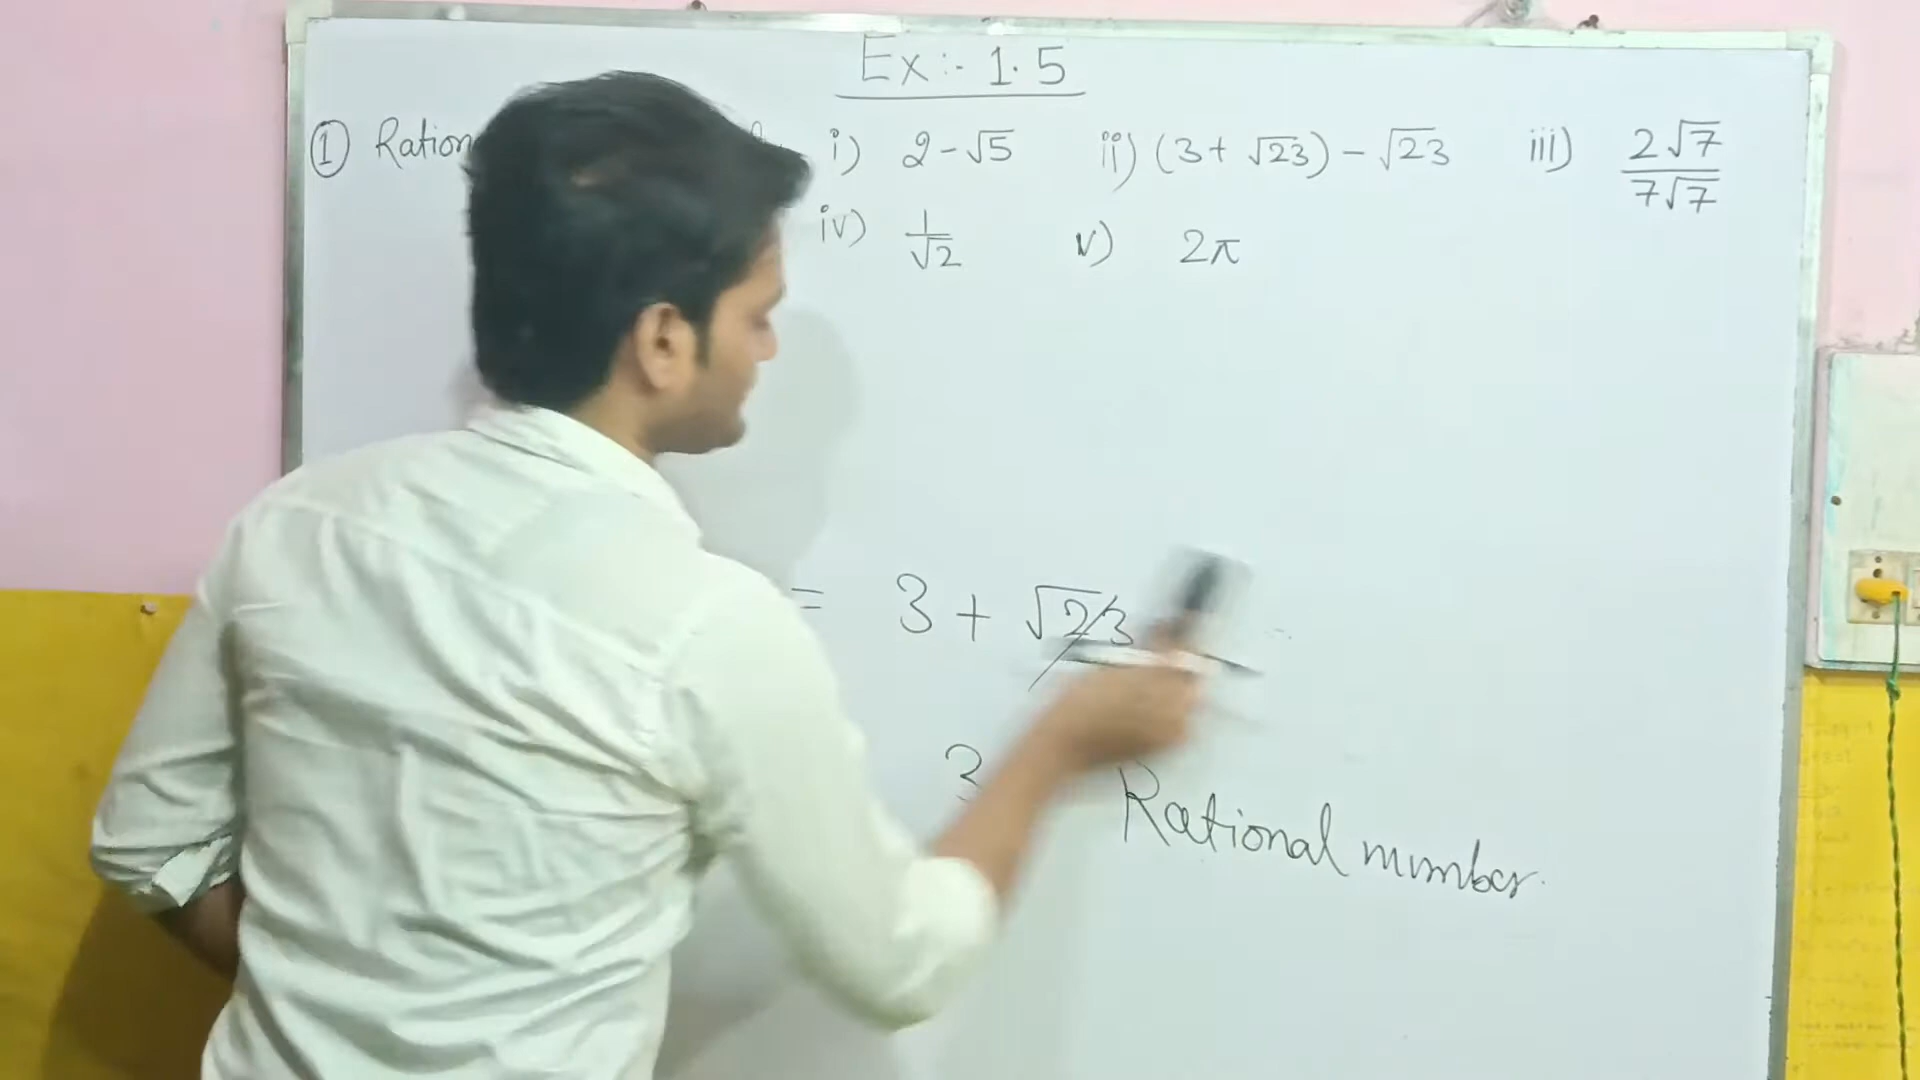 Ex:- 1.5
① Ration i) 2-√5 ii) (3+ √23) - √23 iii) 2√7/7√7
iv) 1/√2 v) 2π
= 3 + √23
3
Rational number.